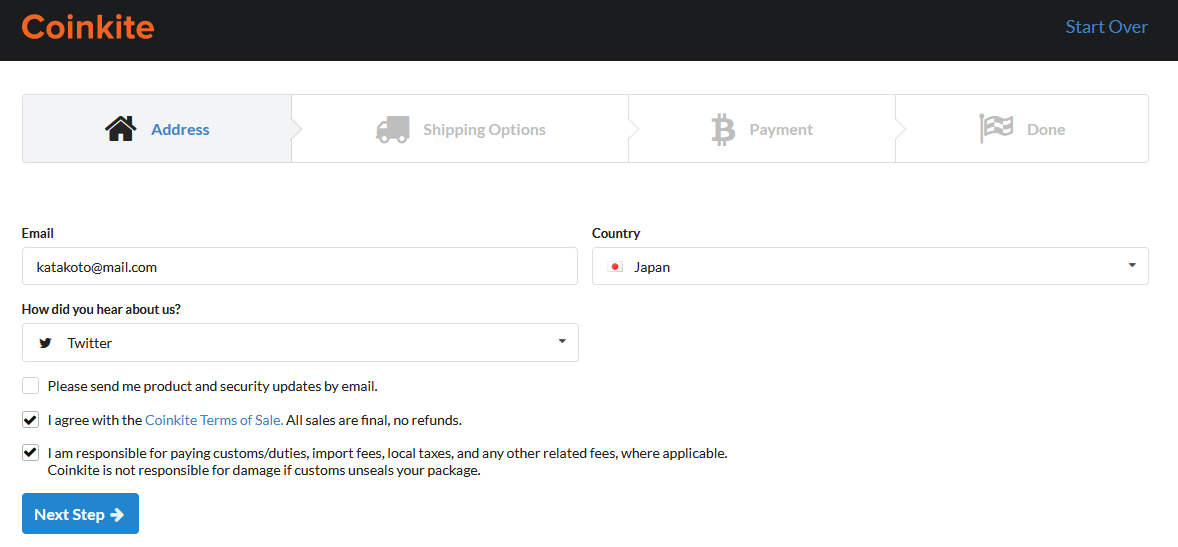 Coinkite
Start Over
Address
Shipping Options
Payment
Done
Email
Country
katakoto@mail.com
Japan
How did you hear about us?
Twitter
Please send me product and security updates by email.
I agree with the Coinkite Terms of Sale. All sales are final, no refunds.
I am responsible for paying customs/duties, import fees, local taxes, and any other related fees, where applicable.
Coinkite is not responsible for damage if customs unseals your package.
Next Step